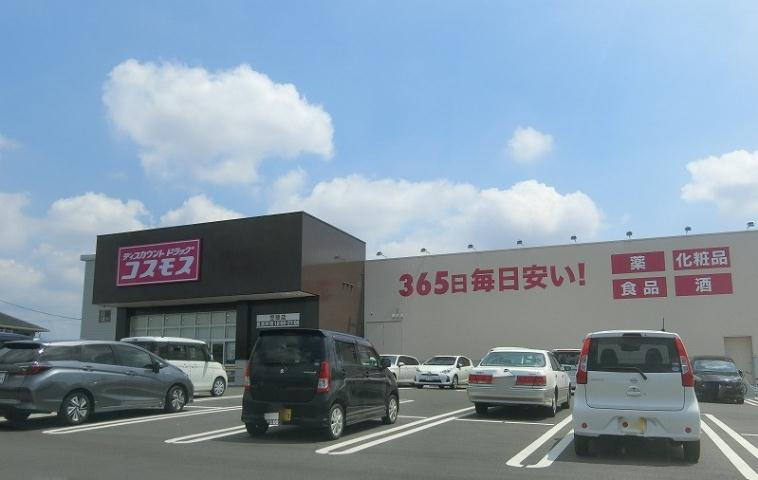 ディスカウント ドラッグ
コスモス
365日毎日安い!
薬 化粧品
食品 酒